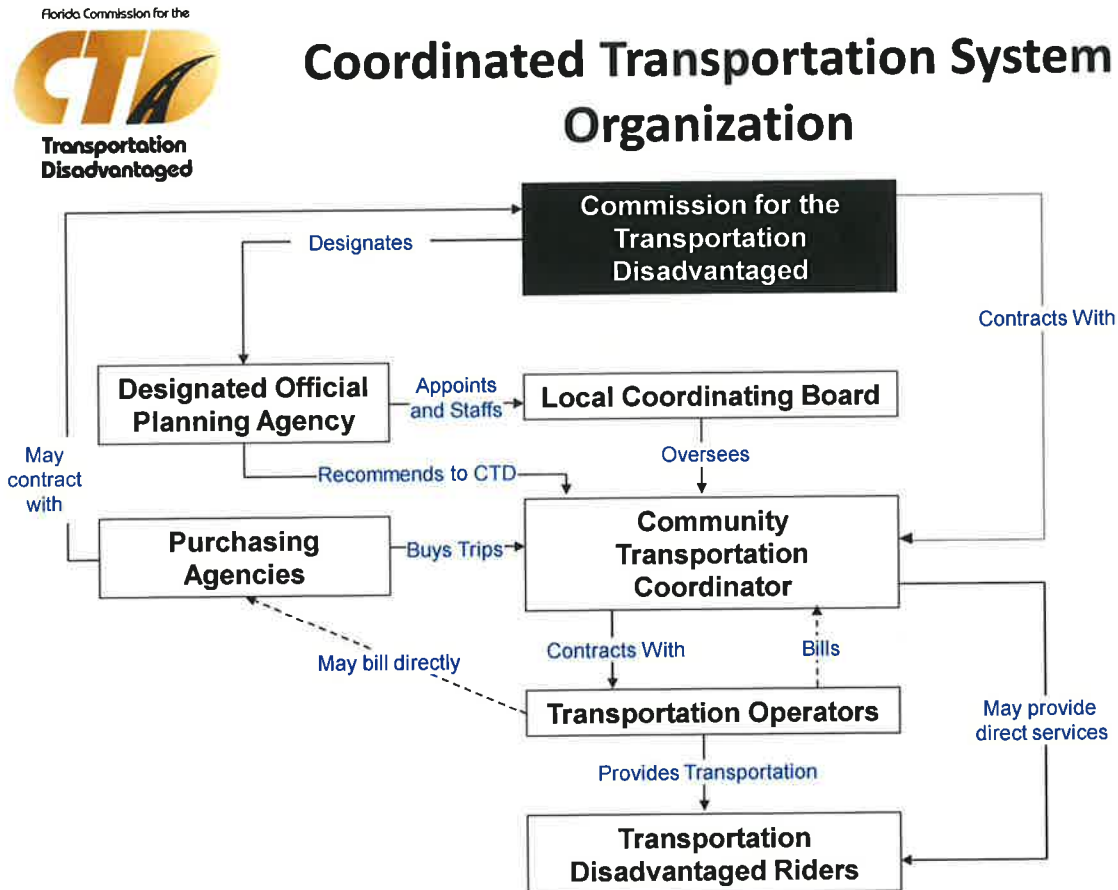 Florida Commission for the
CTD
Transportation
Disadvantaged
Coordinated Transportation System
Organization
Commission for the
Transportation
Disadvantaged
Designates
Contracts With
Designated Official
Planning Agency
Appoints
and Staffs
Local Coordinating Board
May
contract
with
Recommends to CTD
Oversees
Purchasing
Agencies
Buys Trips
Community
Transportation
Coordinator
May bill directly
Contracts With
Bills
Transportation Operators
May provide
direct services
Provides Transportation
Transportation
Disadvantaged Riders